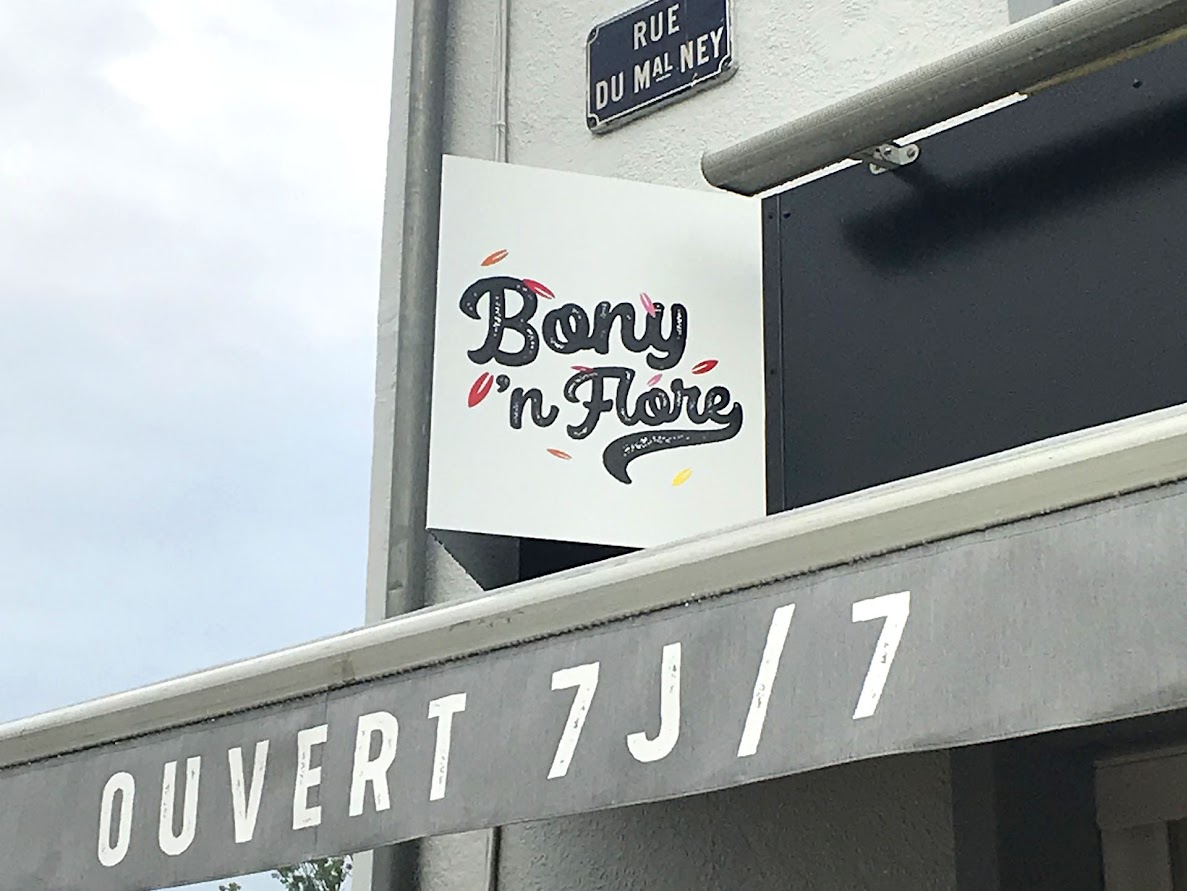 RUE
DU MAL NEY
Bony
'n Flore
OUVERT 7J/7